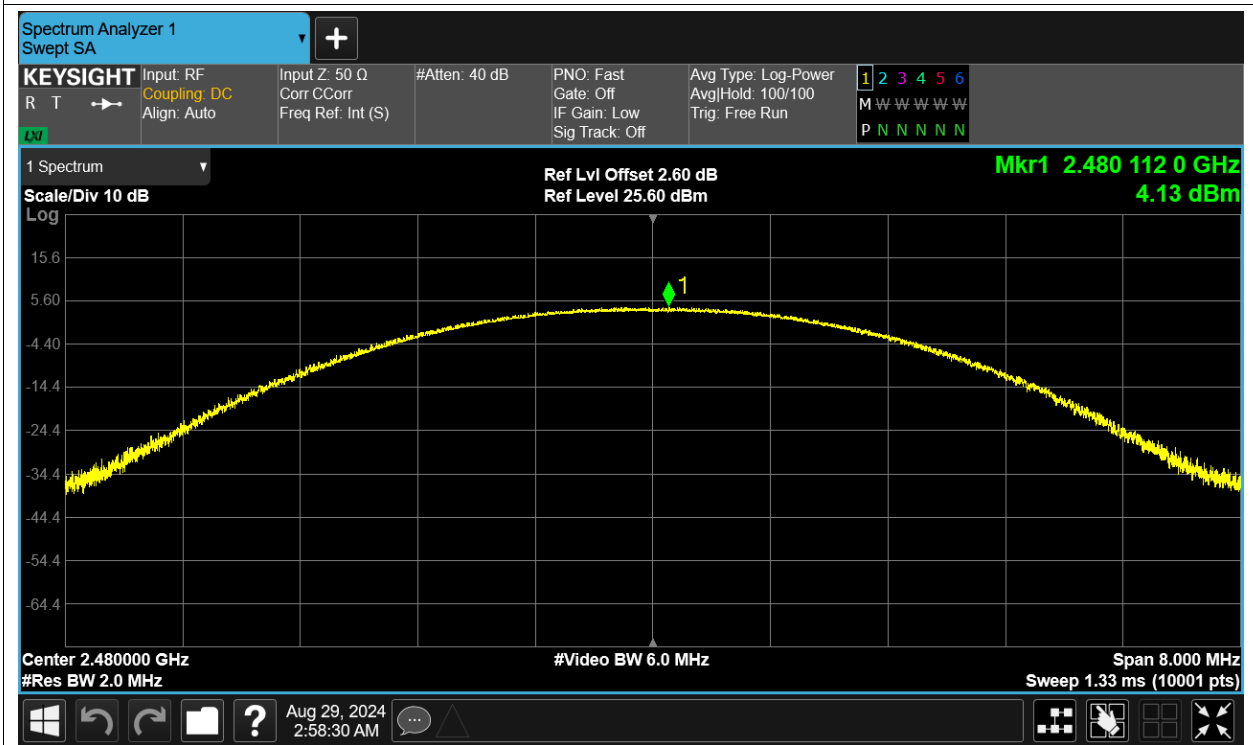 Spectrum Analyzer 1
Swept SA
KEYSIGHT
R T
LXI
Input: RF
Coupling: DC
Align: Auto
Input Z: 50 Ω
Corr CCorr
Freq Ref: Int (S)
#Atten: 40 dB
PNO: Fast
Gate: Off
IF Gain: Low
Sig Track: Off
Avg Type: Log-Power
Avg|Hold: 100/100
Trig: Free Run
1 2 3 4 5 6
M W W W W W
P N N N N N
1 Spectrum
Scale/Div 10 dB
Log
Ref Lvl Offset 2.60 dB
Ref Level 25.60 dBm
Mkr1 2.480 112 0 GHz
4.13 dBm
15.6
5.60
-4.40
-14.4
-24.4
-34.4
-44.4
-54.4
-64.4
1
Center 2.480000 GHz
#Res BW 2.0 MHz
#Video BW 6.0 MHz
Span 8.000 MHz
Sweep 1.33 ms (10001 pts)
?
Aug 29, 2024
2:58:30 AM